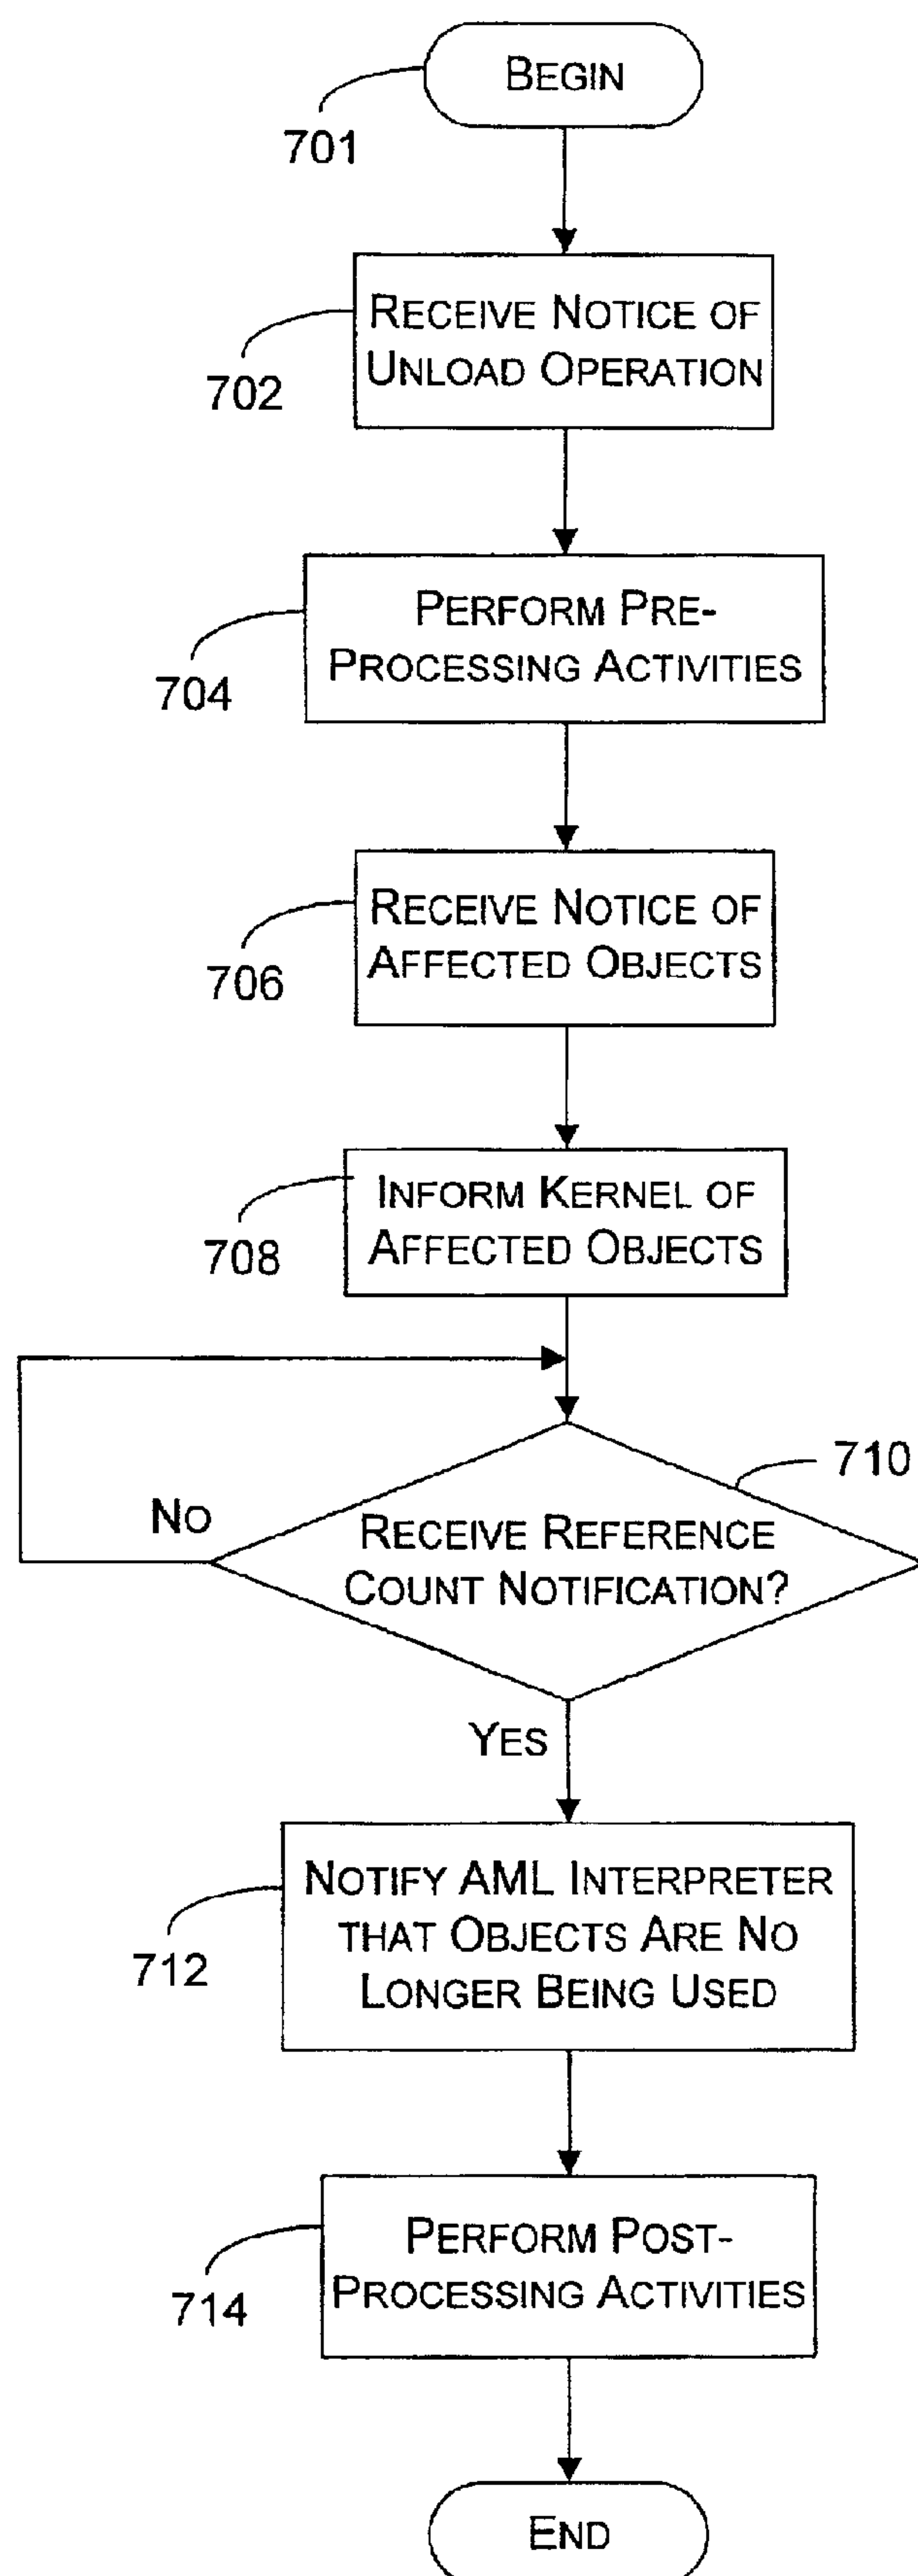 BEGIN
701
RECEIVE NOTICE OF
UNLOAD OPERATION
702
PERFORM PRE-
PROCESSING ACTIVITIES
704
RECEIVE NOTICE OF
AFFECTED OBJECTS
706
INFORM KERNEL OF
AFFECTED OBJECTS
708
710
NO
RECEIVE REFERENCE
COUNT NOTIFICATION?
YES
NOTIFY AML INTERPRETER
THAT OBJECTS ARE NO
LONGER BEING USED
712
PERFORM POST-
PROCESSING ACTIVITIES
714
END